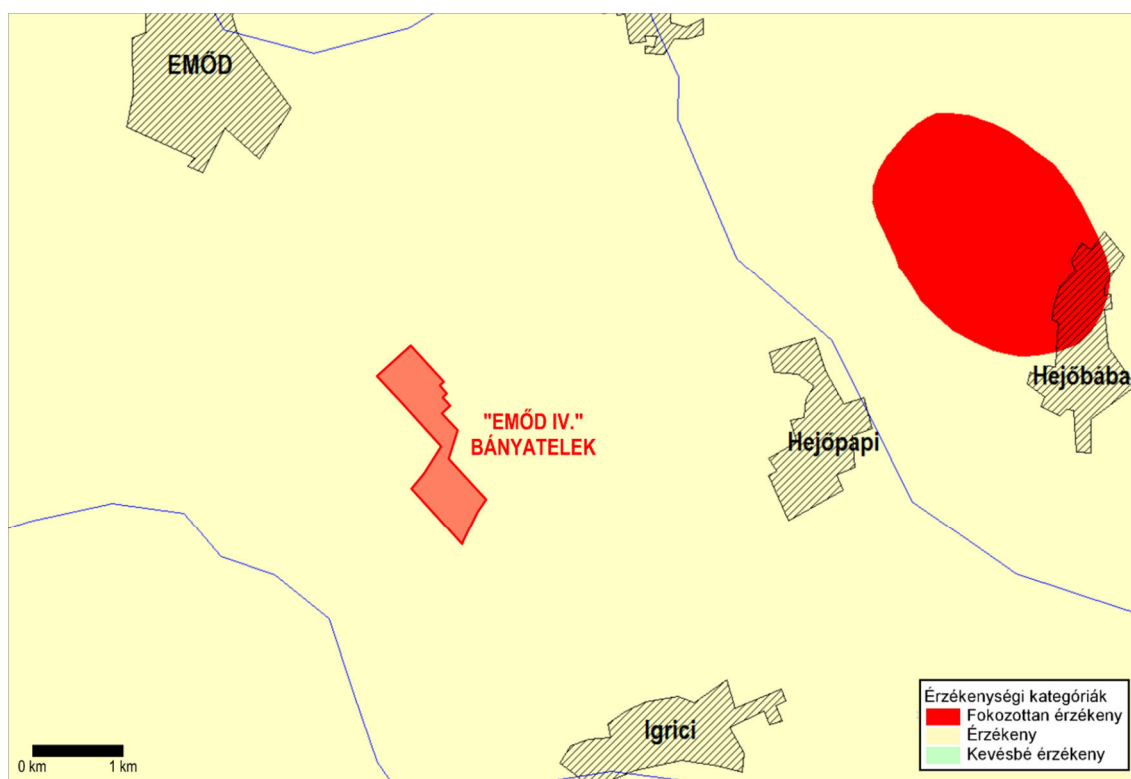 EMŐD
"EMŐD IV."
BÁNYATELEK
Hejőbába
Hejőpapi
Igrici
0 km 1 km
Érzékenységi kategóriák
Fokozottan érzékeny
Érzékeny
Kevésbé érzékeny